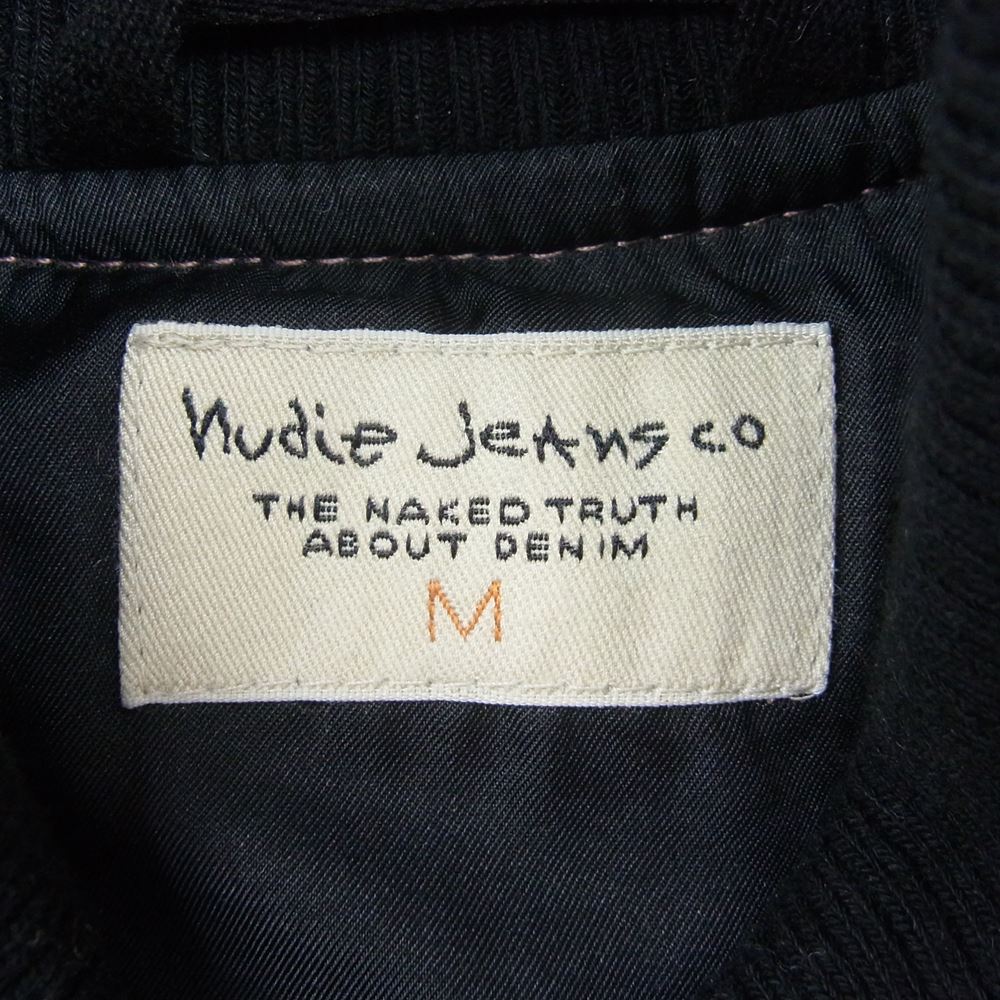 Nudie Jeans co
THE NAKED TRUTH
ABOUT DENIM
M